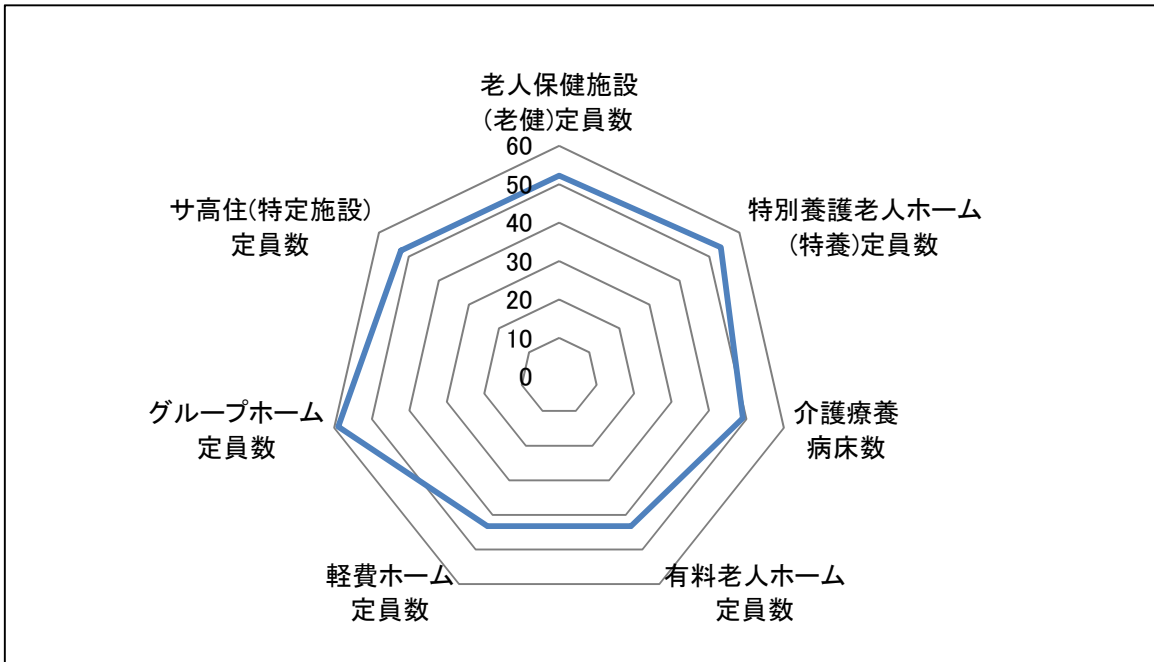 老人保健施設
(老健)定員数
60
50
40
30
20
10
0
特別養護老人ホーム
(特養)定員数
介護療養
病床数
有料老人ホーム
定員数
軽費ホーム
定員数
グループホーム
定員数
サ高住(特定施設)
定員数